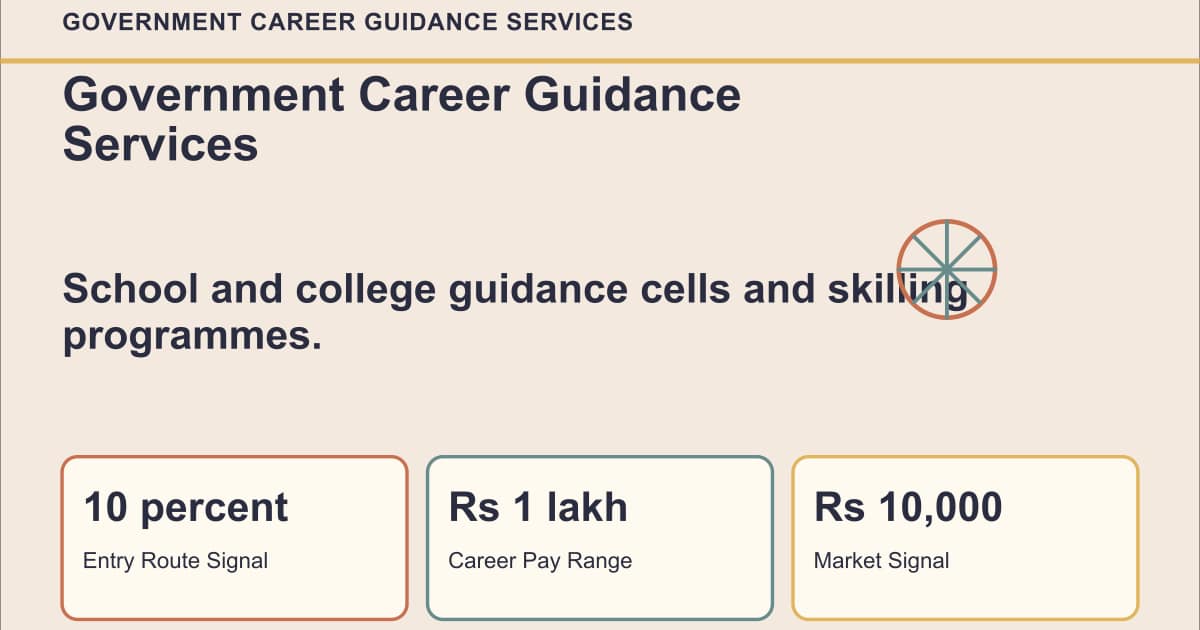 GOVERNMENT CAREER GUIDANCE SERVICES
Government Career Guidance
Services
School and college guidance cells and skilling
programmes.
10 percent
Entry Route Signal
Rs 1 lakh
Career Pay Range
Rs 10,000
Market Signal